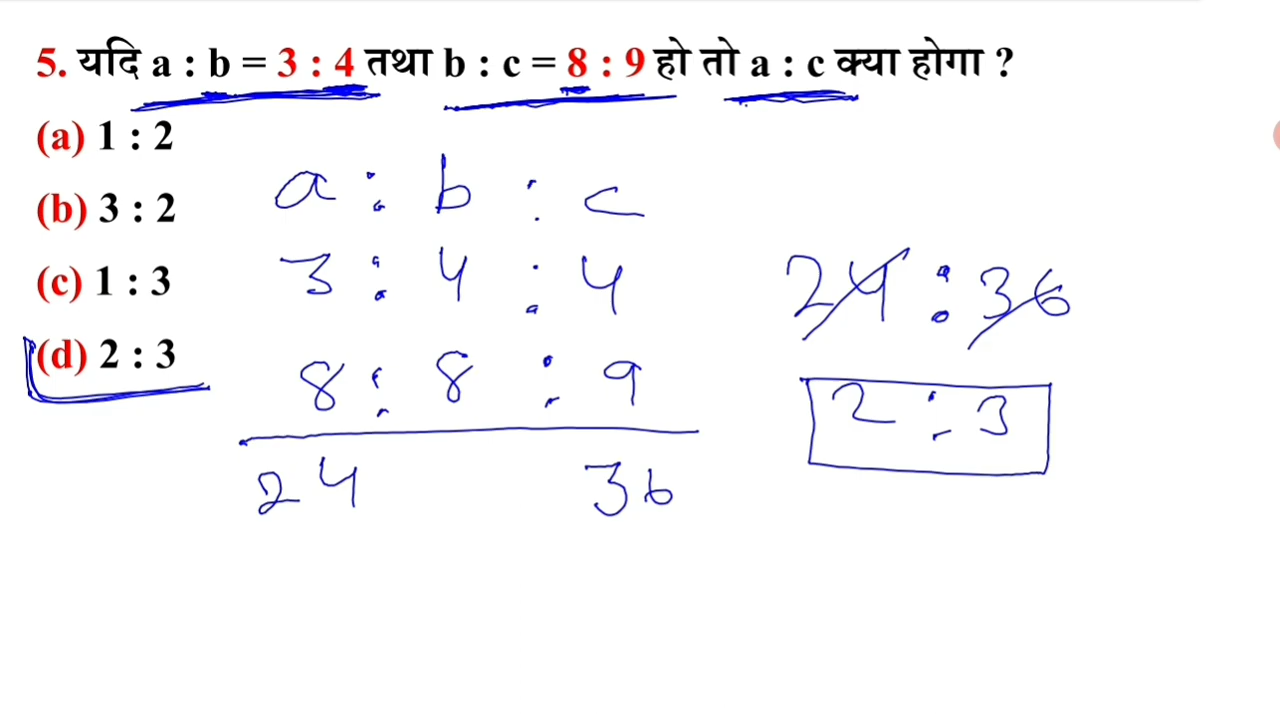 5. यदि a : b = 3 : 4 तथा b : c = 8 : 9 हो तो a : c क्या होगा ?
(a) 1 : 2
(b) 3 : 2
(c) 1 : 3
(d) 2 : 3
a : b : c
3 : 4 : 4
8 : 8 : 9
24 36
24 : 36
2 : 3